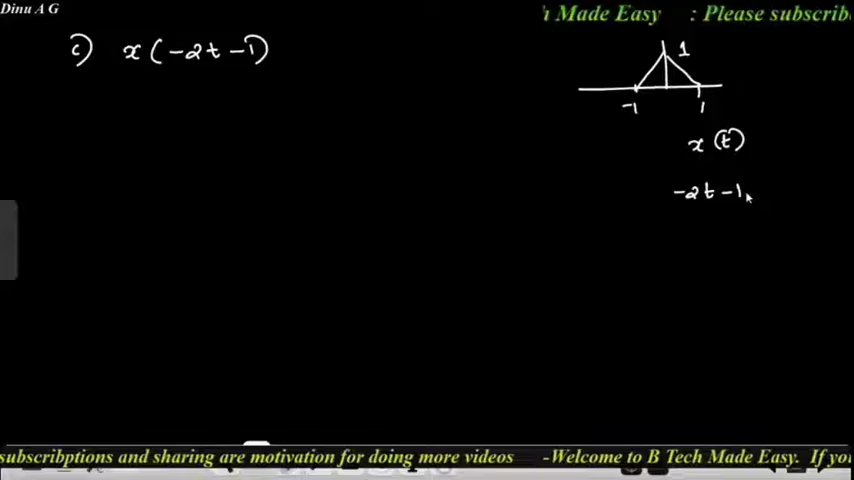 Dinu A G
h Made Easy : Please subscrib
c) x(-2t-1)
1
-1 1
x(t)
-2t-1
subscribptions and sharing are motivation for doing more videos -Welcome to B Tech Made Easy. If yo